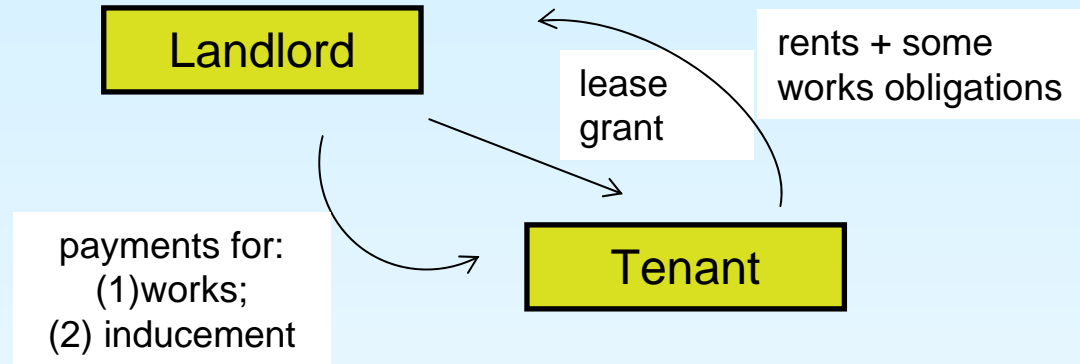 Landlord
lease
grant
rents + some
works obligations
payments for:
(1)works;
(2) inducement
Tenant